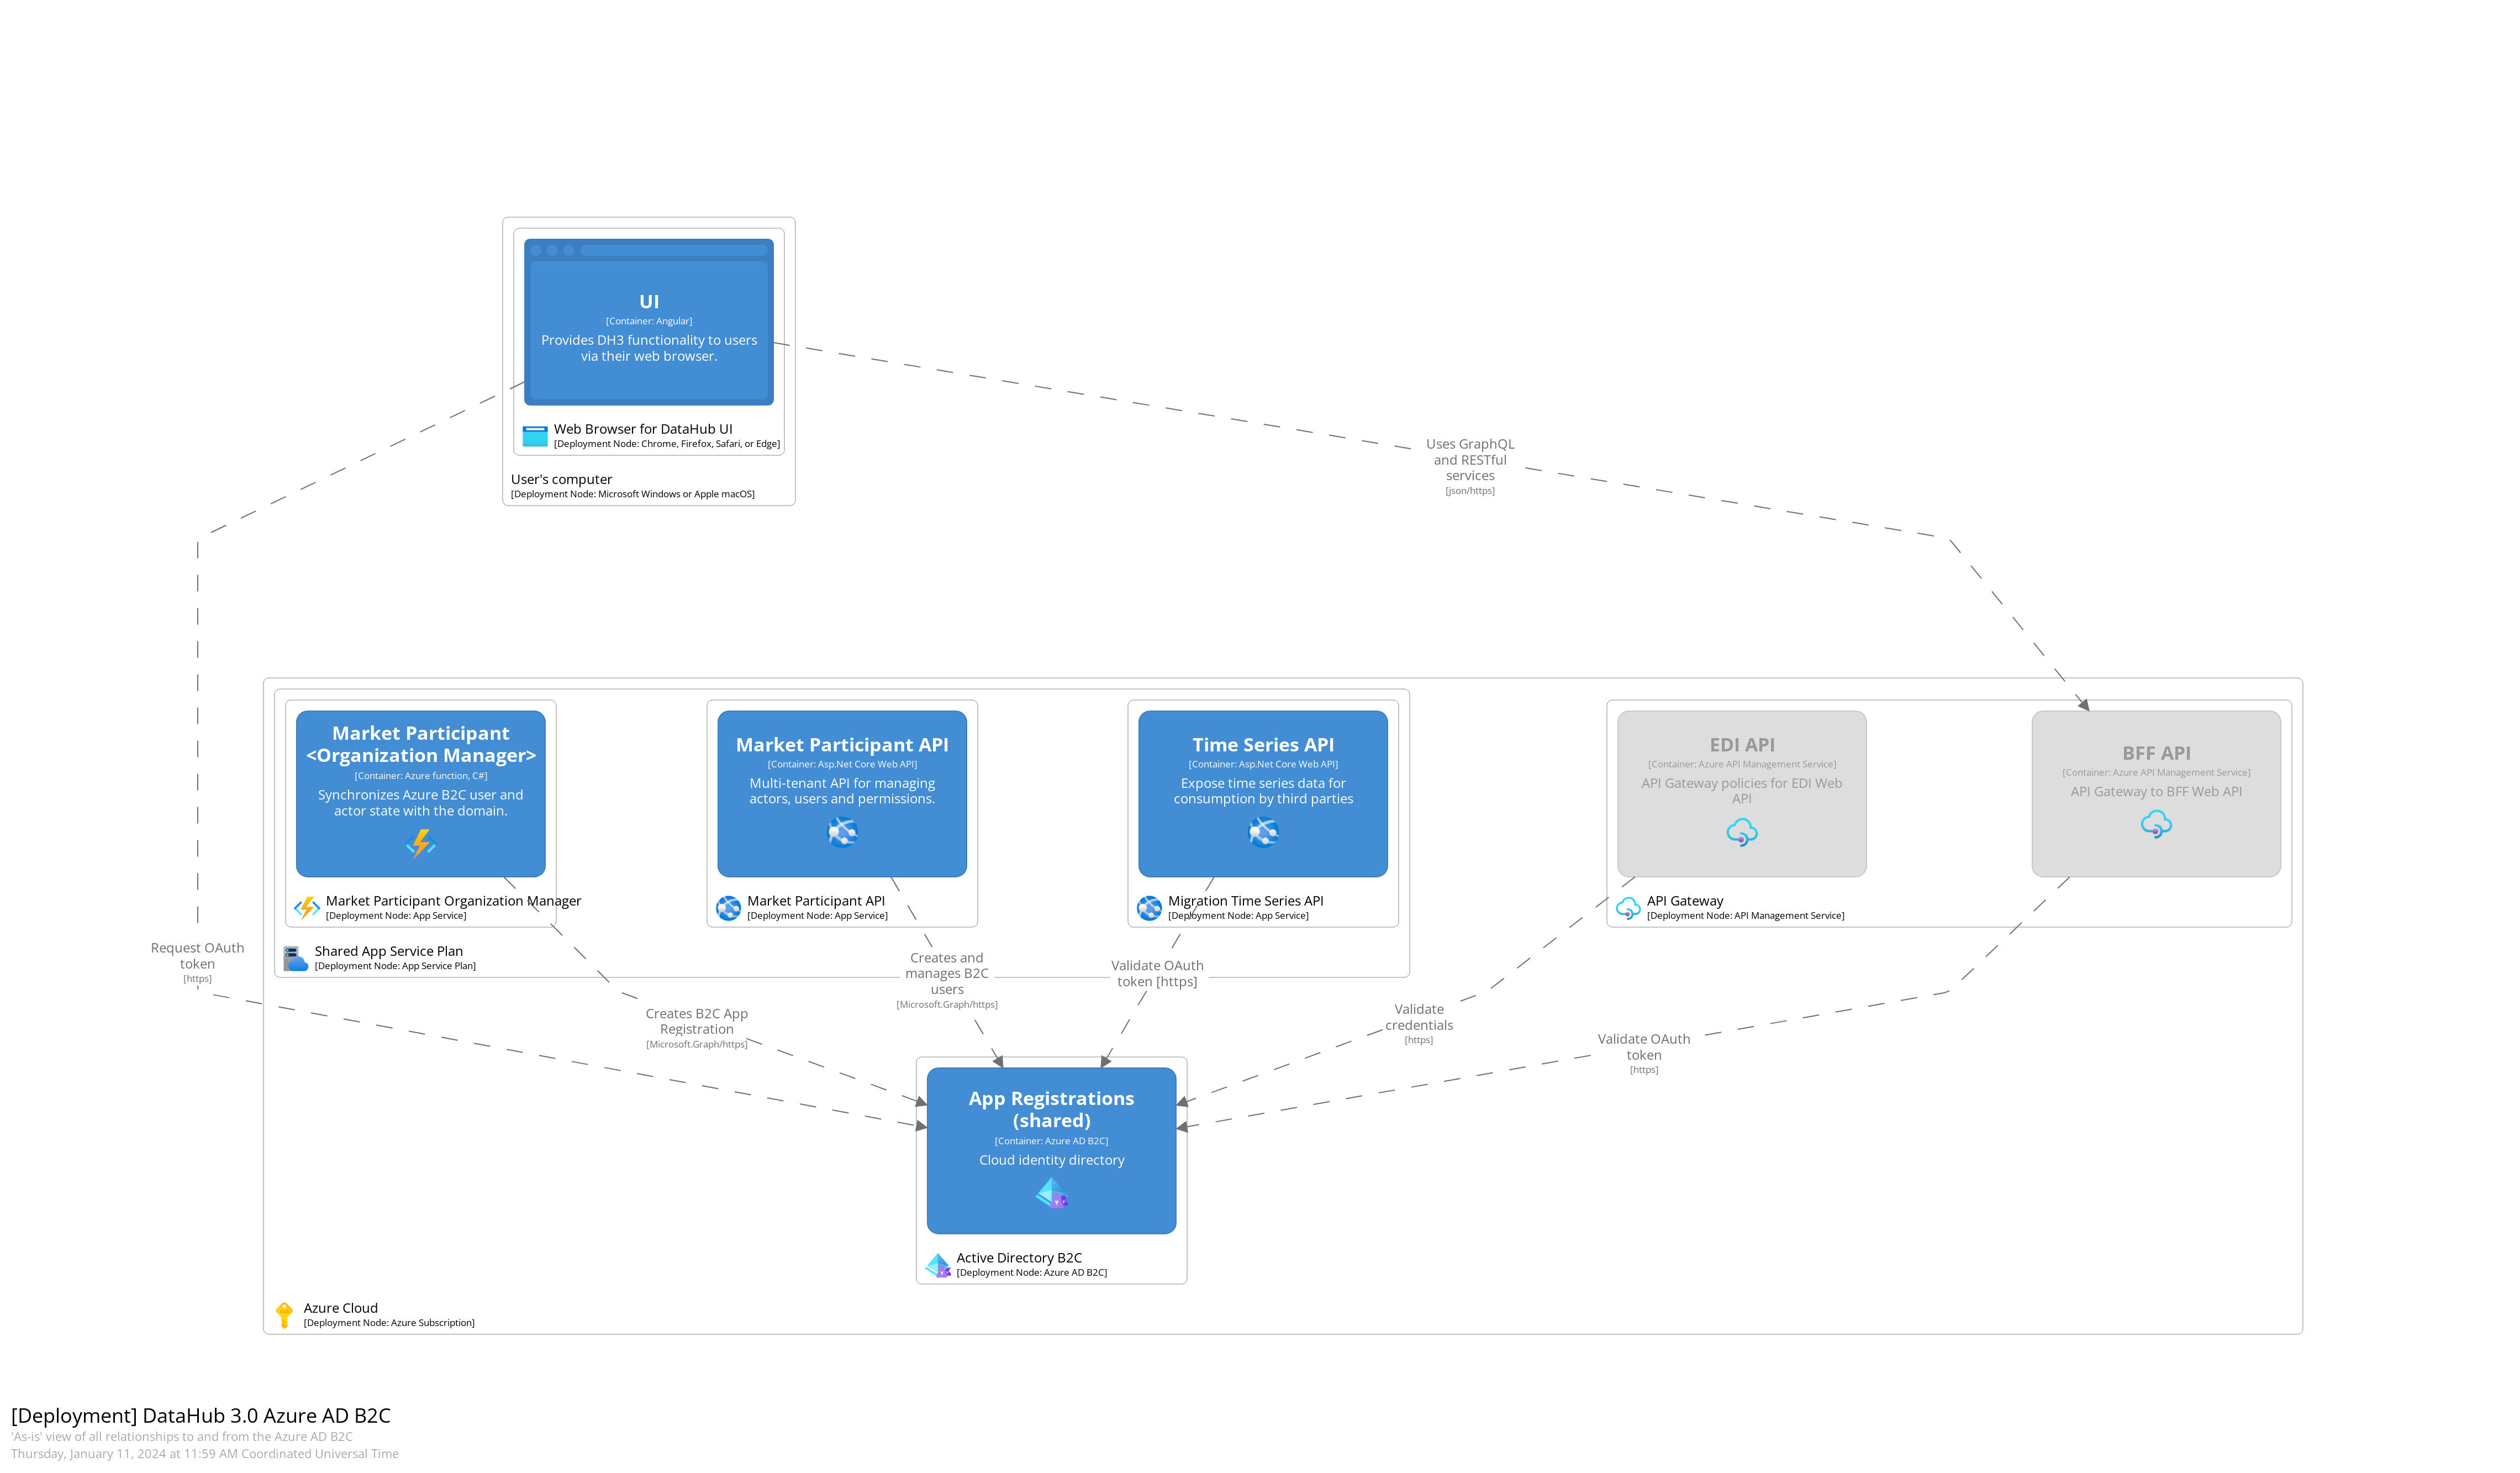 UI
[Container: Angular]
Provides DH3 functionality to users
via their web browser.
Web Browser for DataHub UI
[Deployment Node: Chrome, Firefox, Safari, or Edge]
User's computer
[Deployment Node: Microsoft Windows or Apple macOS]
Uses GraphQL
and RESTful
services
[json/https]
Market Participant
<Organization Manager>
[Container: Azure function, C#]
Synchronizes Azure B2C user and
actor state with the domain.
Market Participant Organization Manager
[Deployment Node: App Service]
Market Participant API
[Container: Asp.Net Core Web API]
Multi-tenant API for managing
actors, users and permissions.
Market Participant API
[Deployment Node: App Service]
Time Series API
[Container: Asp.Net Core Web API]
Expose time series data for
consumption by third parties
Migration Time Series API
[Deployment Node: App Service]
EDI API
[Container: Azure API Management Service]
API Gateway policies for EDI Web
API
BFF API
[Container: Azure API Management Service]
API Gateway to BFF Web API
API Gateway
[Deployment Node: API Management Service]
Shared App Service Plan
[Deployment Node: App Service Plan]
Request OAuth
token
[https]
Creates B2C App
Registration
[Microsoft.Graph/https]
Creates and
manages B2C
users
[Microsoft.Graph/https]
Validate OAuth
token [https]
Validate
credentials
[https]
Validate OAuth
token
[https]
App Registrations
(shared)
[Container: Azure AD B2C]
Cloud identity directory
Active Directory B2C
[Deployment Node: Azure AD B2C]
Azure Cloud
[Deployment Node: Azure Subscription]
[Deployment] DataHub 3.0 Azure AD B2C
'As-is' view of all relationships to and from the Azure AD B2C
Thursday, January 11, 2024 at 11:59 AM Coordinated Universal Time